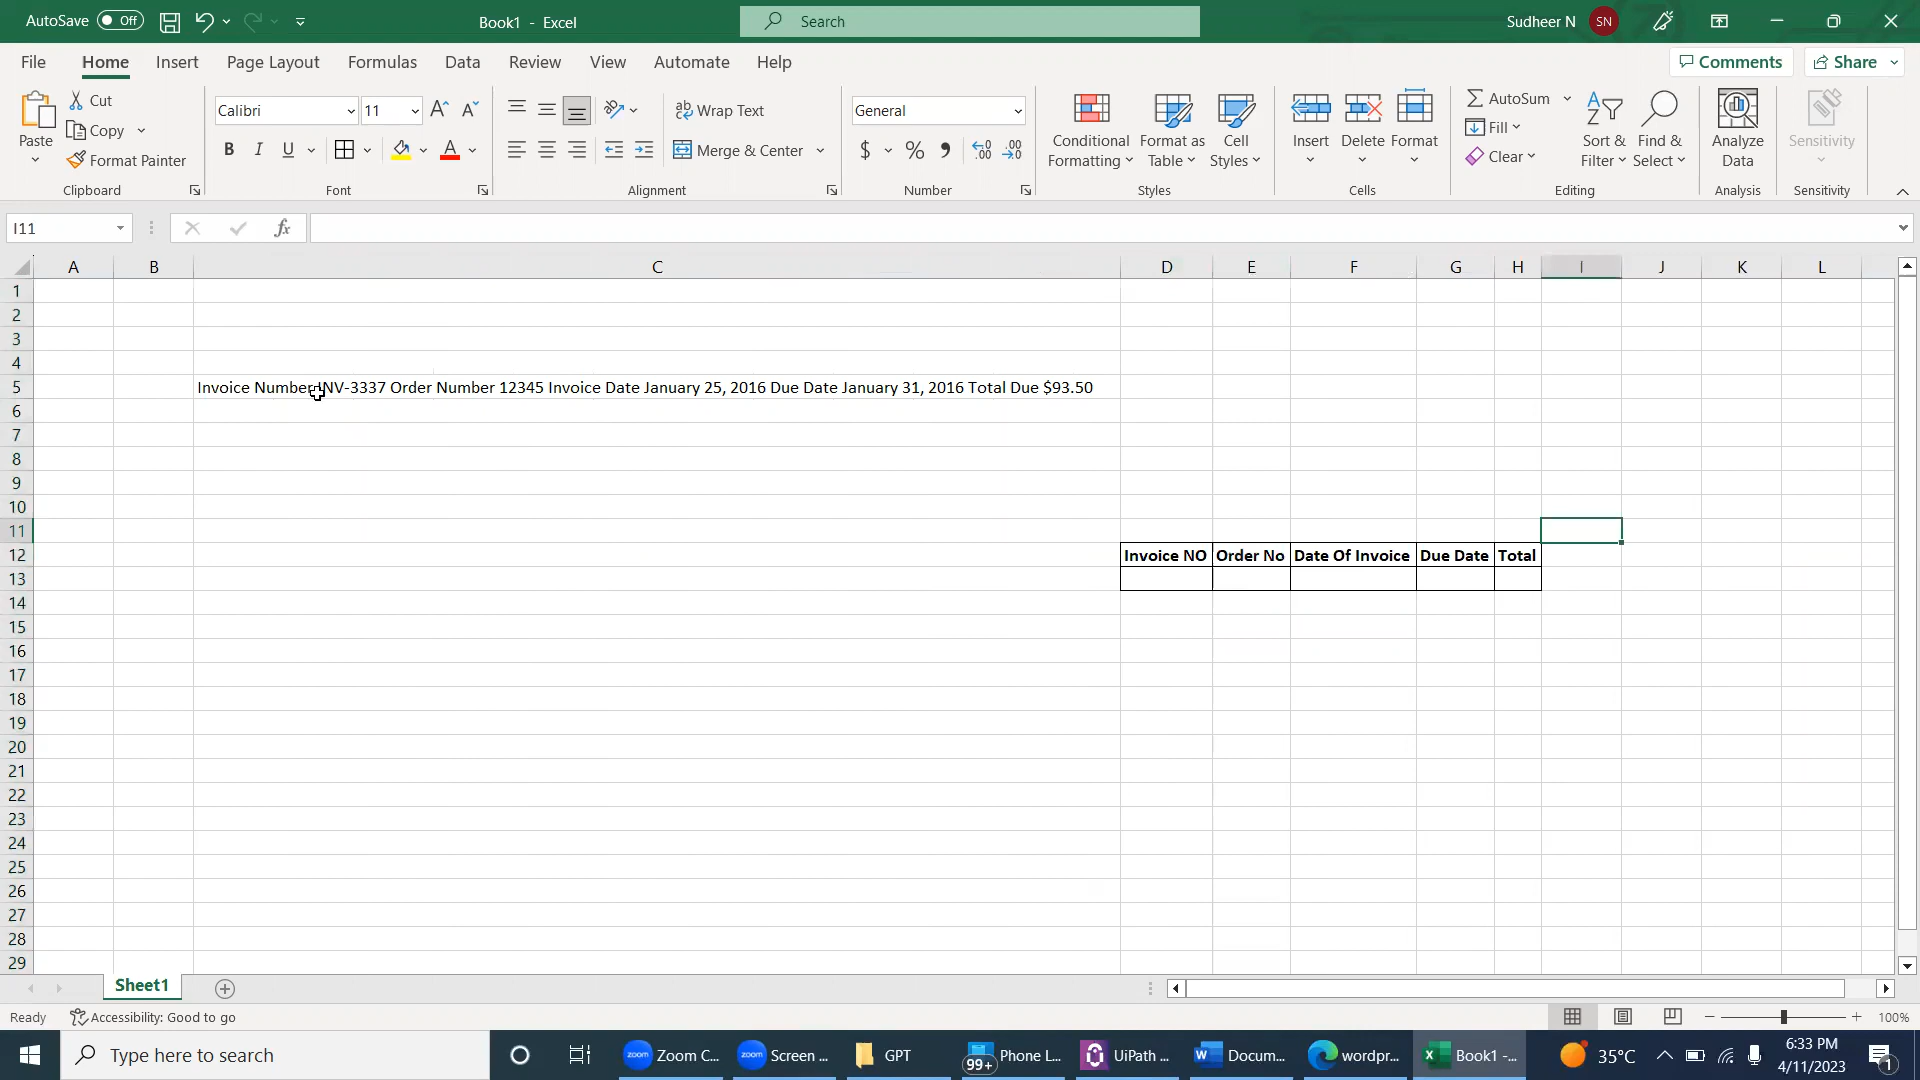 AutoSave Off Book1 - Excel Search Sudheer N SN
File Home Insert Page Layout Formulas Data Review View Automate Help Comments Share
Paste Cut Copy Format Painter
Clipboard
Calibri 11 B I U A
Font
Wrap Text
Merge & Center
Alignment
General
$ % ,
Number
Conditional Formatting
Format as Table
Cell Styles
Styles
Insert Delete Format
Cells
AutoSum
Fill
Clear
Sort & Filter
Find & Select
Editing
Analyze Data
Analysis
Sensitivity
Sensitivity
I11 fx
A B C D E F G H I J K L
1
2
3
4
5 Invoice Number INV-3337 Order Number 12345 Invoice Date January 25, 2016 Due Date January 31, 2016 Total Due $93.50
6
7
8
9
10
11
12 Invoice NO Order No Date Of Invoice Due Date Total
13
14
15
16
17
18
19
20
21
22
23
24
25
26
27
28
29
Sheet1
Ready Accessibility: Good to go 100%
Type here to search zoom Zoom C... zoom Screen ... GPT 99+ Phone L... UiPath ... Docum... wordpr... Book1 -... 35°C 6:33 PM
4/11/2023 1